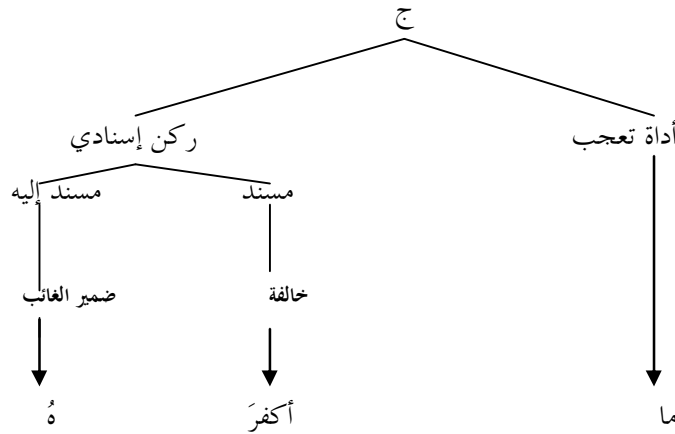 ج
أداة تعجب ركن إسنادي
مسند مسند إليه
خالفة ضمير الغائب
ما أكفرَ هُ